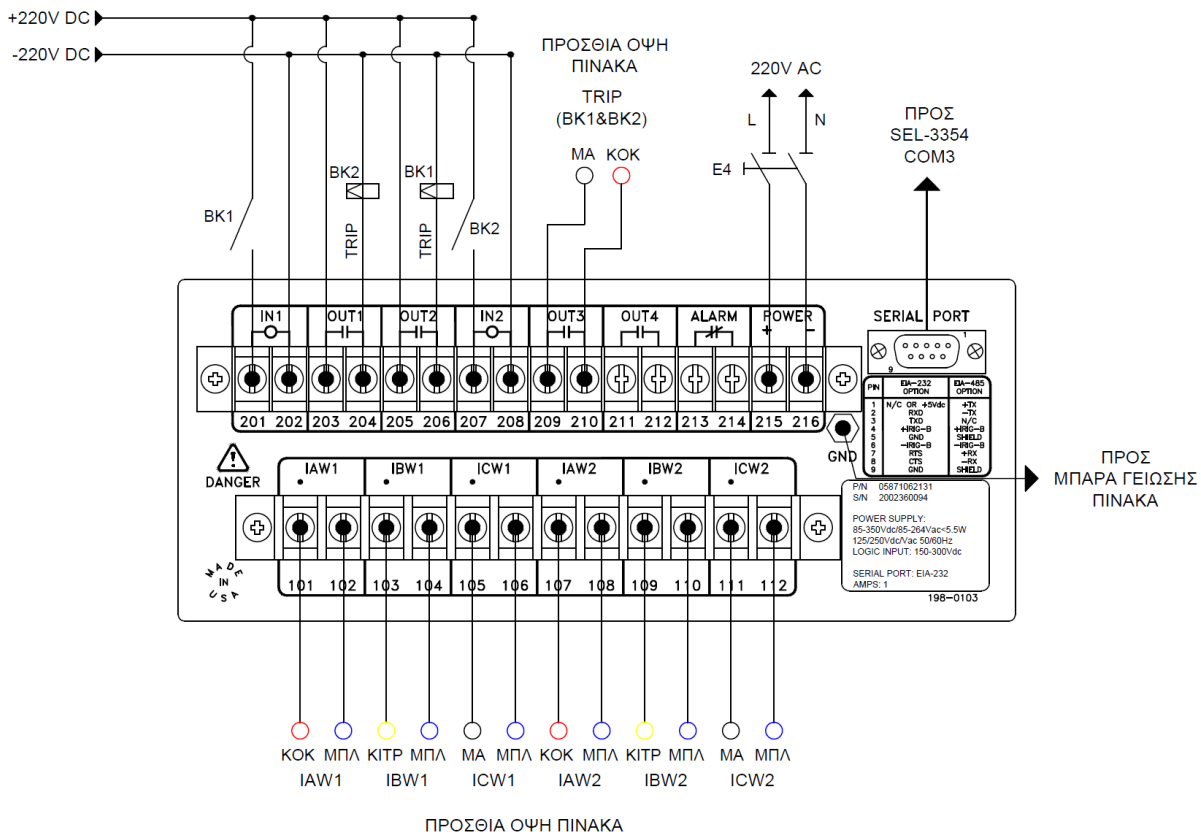 +220V DC
-220V DC
ΠΡΟΣΘΙΑ ΟΨΗ
ΠΙΝΑΚΑ
TRIP
(BK1&BK2)
ΜΑ ΚΟΚ
220V AC
L N
E4
ΠΡΟΣ
SEL-3354
COM3
BK1
BK2
TRIP
BK1
TRIP
BK2
IN1 OUT1 OUT2 IN2 OUT3 OUT4 ALARM POWER
+ -
201 202 203 204 205 206 207 208 209 210 211 212 213 214 215 216
SERIAL PORT
1
9
PIN EIA-232 OPTION EIA-485 OPTION
1 N/C OR +5Vdc +TX
2 RXD -TX
3 TXD N/C
4 +IRIG-B +IRIG-B
5 GND SHIELD
6 -IRIG-B -IRIG-B
7 RTS +RX
8 CTS -RX
9 GND SHIELD
GND
ΠΡΟΣ
ΜΠΑΡΑ ΓΕΙΩΣΗΣ
ΠΙΝΑΚΑ
DANGER
IAW1 IBW1 ICW1 IAW2 IBW2 ICW2
101 102 103 104 105 106 107 108 109 110 111 112
MADE
IN
USA
P/N 05871062131
S/N 2002360094
POWER SUPPLY:
85-350Vdc/85-264Vac<5.5W
125/250Vdc/Vac 50/60Hz
LOGIC INPUT: 150-300Vdc
SERIAL PORT: EIA-232
AMPS: 1
198-0103
ΚΟΚ ΜΠΛ ΚΙΤΡ ΜΠΛ ΜΑ ΜΠΛ ΚΟΚ ΜΠΛ ΚΙΤΡ ΜΠΛ ΜΑ ΜΠΛ
IAW1 IBW1 ICW1 IAW2 IBW2 ICW2
ΠΡΟΣΘΙΑ ΟΨΗ ΠΙΝΑΚΑ